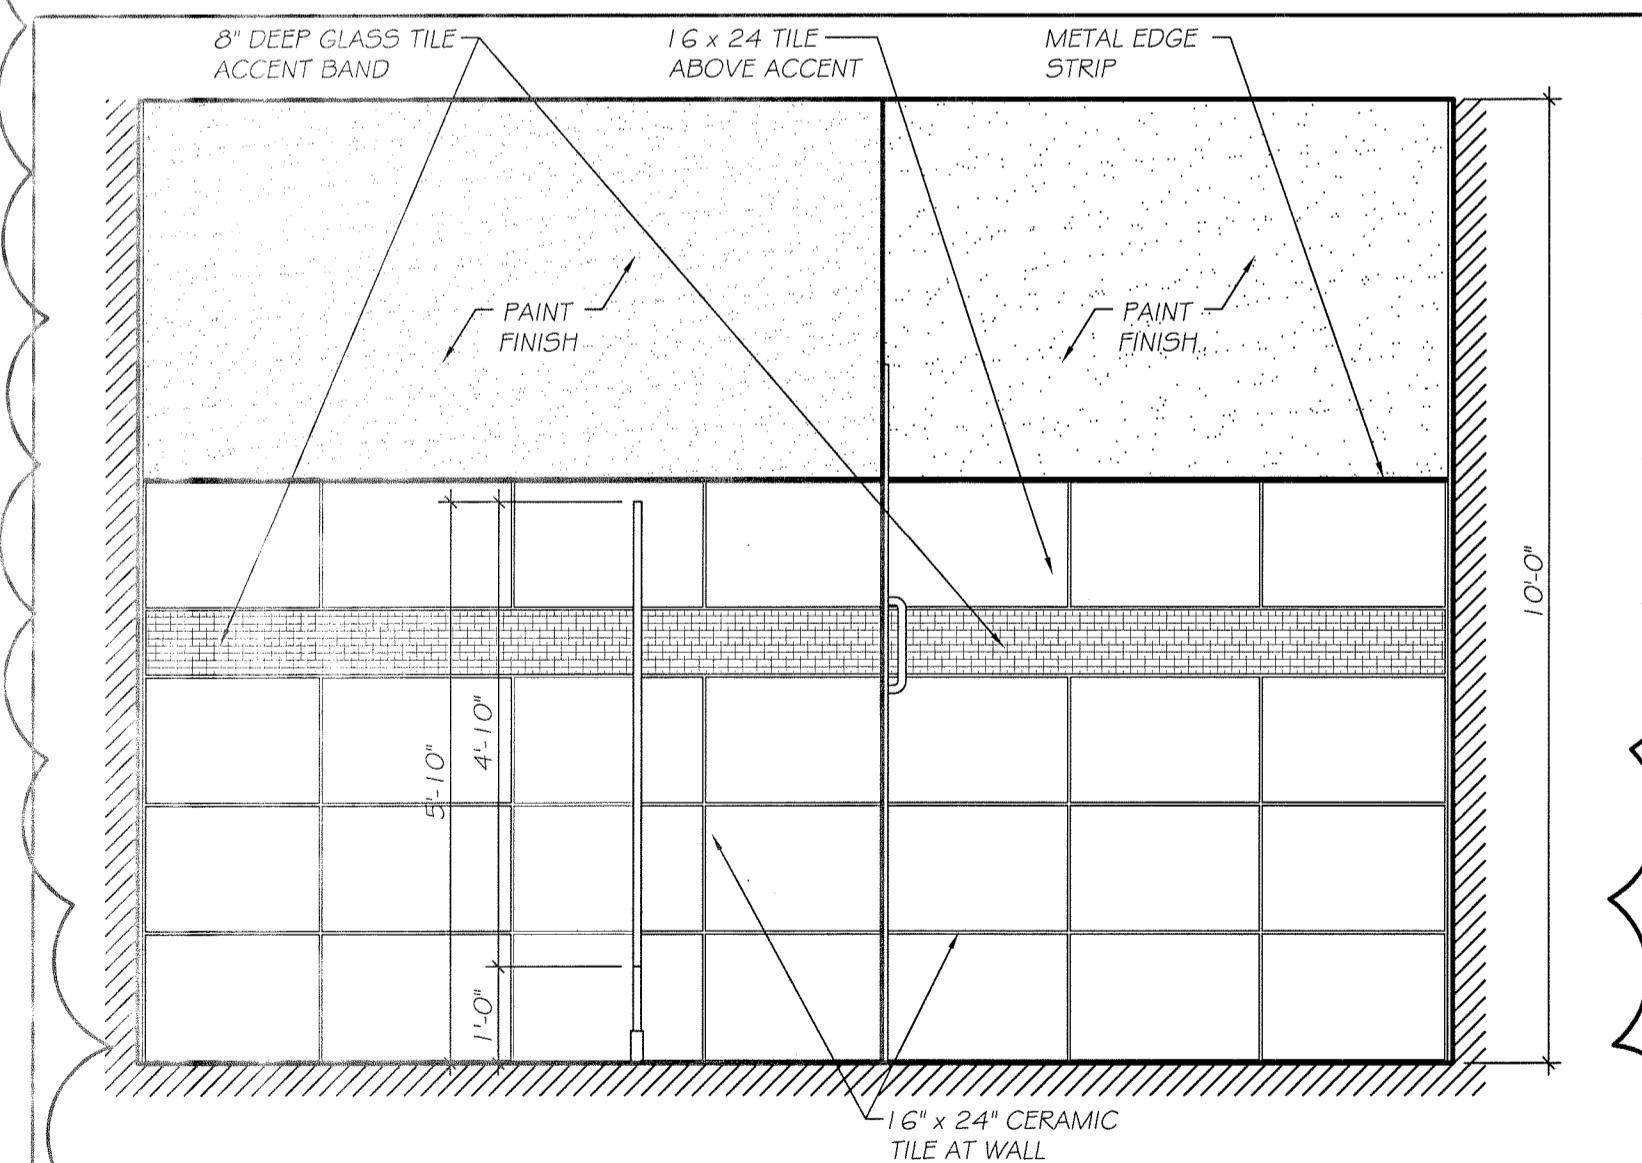 8" DEEP GLASS TILE
ACCENT BAND
16 x 24 TILE
ABOVE ACCENT
METAL EDGE
STRIP
PAINT
FINISH
PAINT
FINISH
10'-0"
5'-10"
4'-10"
1'-0"
16" x 24" CERAMIC
TILE AT WALL